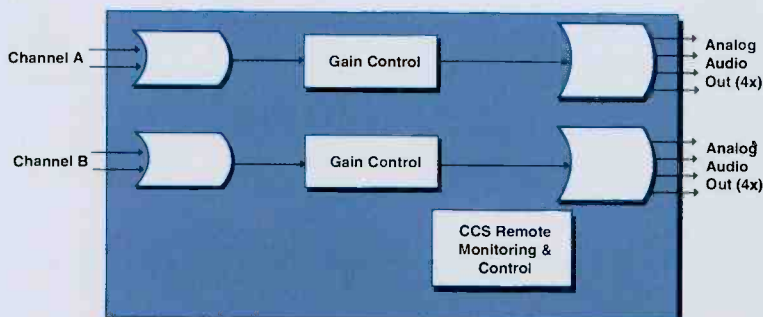 Channel A
Gain Control
Analog
Audio
Out (4x)
Channel B
Gain Control
Analog
Audio
Out (4x)
CCS Remote
Monitoring &
Control